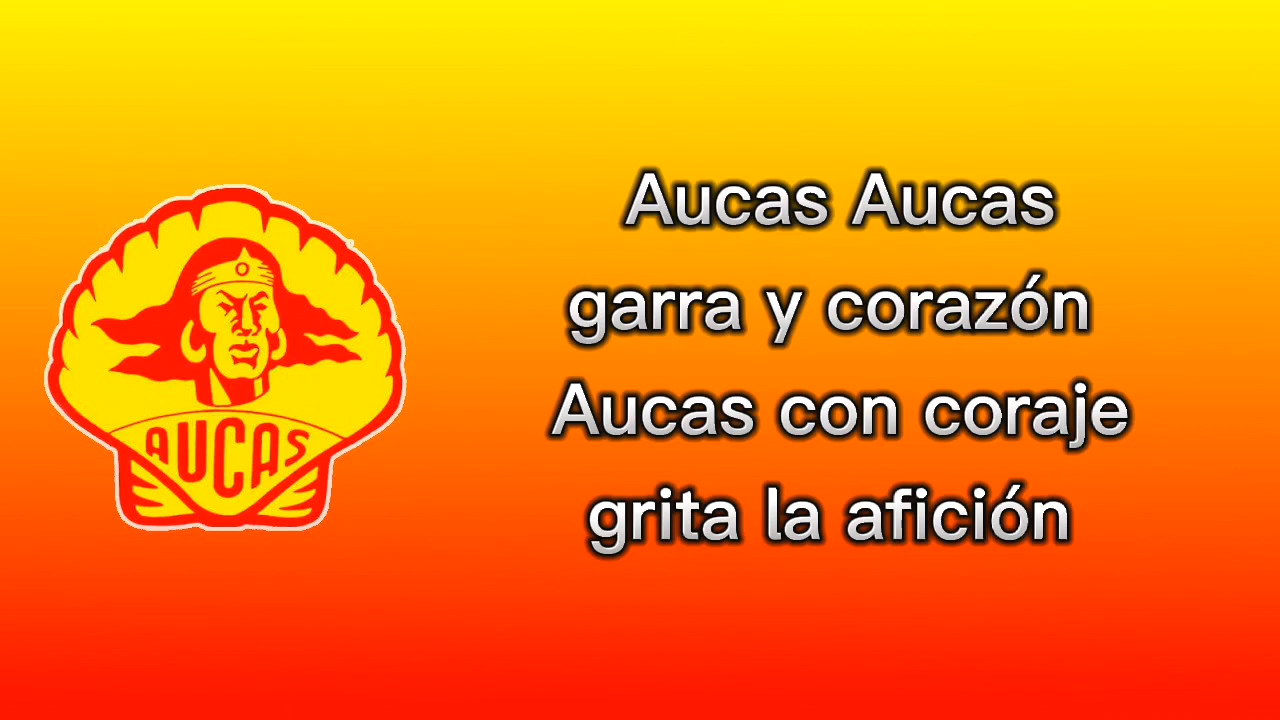 AUCAS
Aucas Aucas
garra y corazón
Aucas con coraje
grita la afición